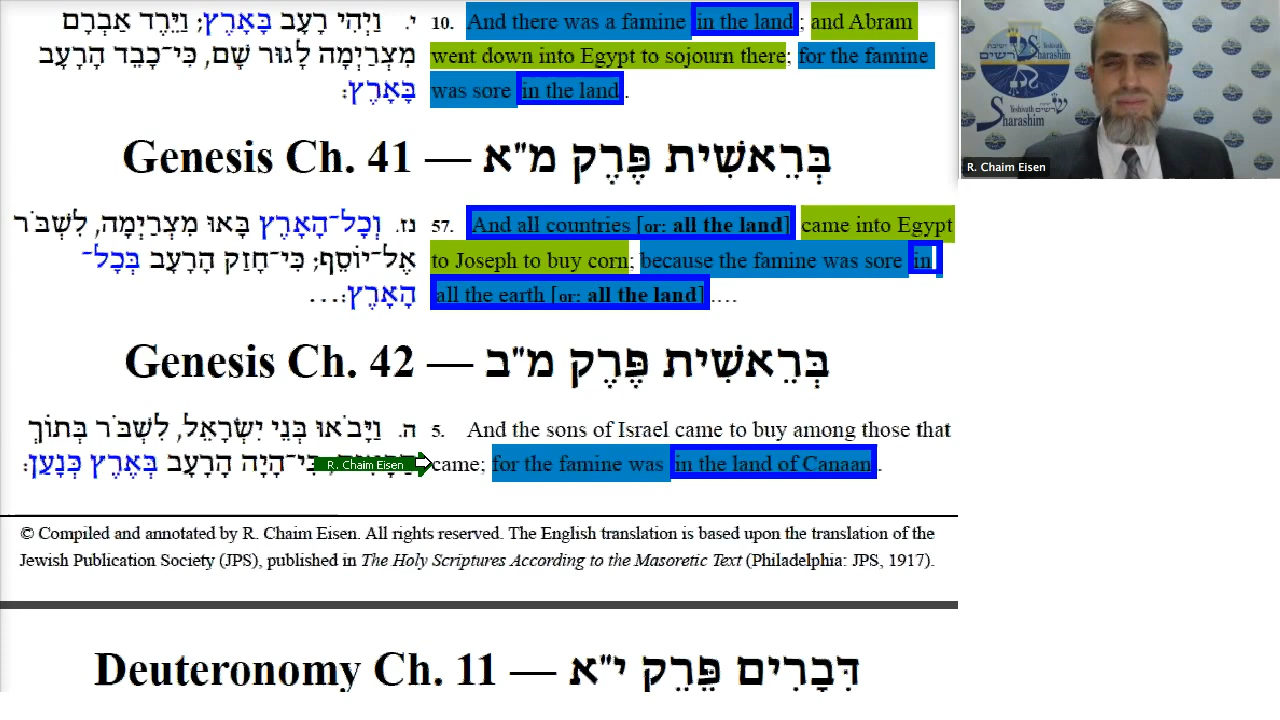 י. וַיְהִי רָעָב בָּאָרֶץ; וַיֵּרֶד אַבְרָם
מִצְרַיְמָה לָגוּר שָׁם, כִּי־כָבֵד הָרָעָב
בָּאָרֶץ:
10. And there was a famine in the land; and Abram
went down into Egypt to sojourn there; for the famine
was sore in the land.
Genesis Ch. 41 — בְּרֵאשִׁית פֶּרֶק מ"א
נז. וְכָל־הָאָרֶץ בָּאוּ מִצְרַיְמָה, לִשְׁבֹּר
אֶל־יוֹסֵף; כִּי־חָזַק הָרָעָב בְּכָל־
הָאָרֶץ:....
57. And all countries [or: all the land] came into Egypt
to Joseph to buy corn; because the famine was sore in
all the earth [or: all the land]....
Genesis Ch. 42 — בְּרֵאשִׁית פֶּרֶק מ"ב
ה. וַיָּבֹאוּ בְּנֵי יִשְׂרָאֵל, לִשְׁבֹּר בְּתוֹךְ
כִּי־הָיָה הָרָעָב בְּאֶרֶץ כְּנָעַן:
R. Chaim Eisen
5. And the sons of Israel came to buy among those that
came; for the famine was in the land of Canaan.
© Compiled and annotated by R. Chaim Eisen. All rights reserved. The English translation is based upon the translation of the
Jewish Publication Society (JPS), published in The Holy Scriptures According to the Masoretic Text (Philadelphia: JPS, 1917).
Deuteronomy Ch. 11 — דְּבָרִים פֶּרֶק י"א
Yeshivath
Sharashim
ישיבת
שרשים
Yeshivath
Sharashim
R. Chaim Eisen